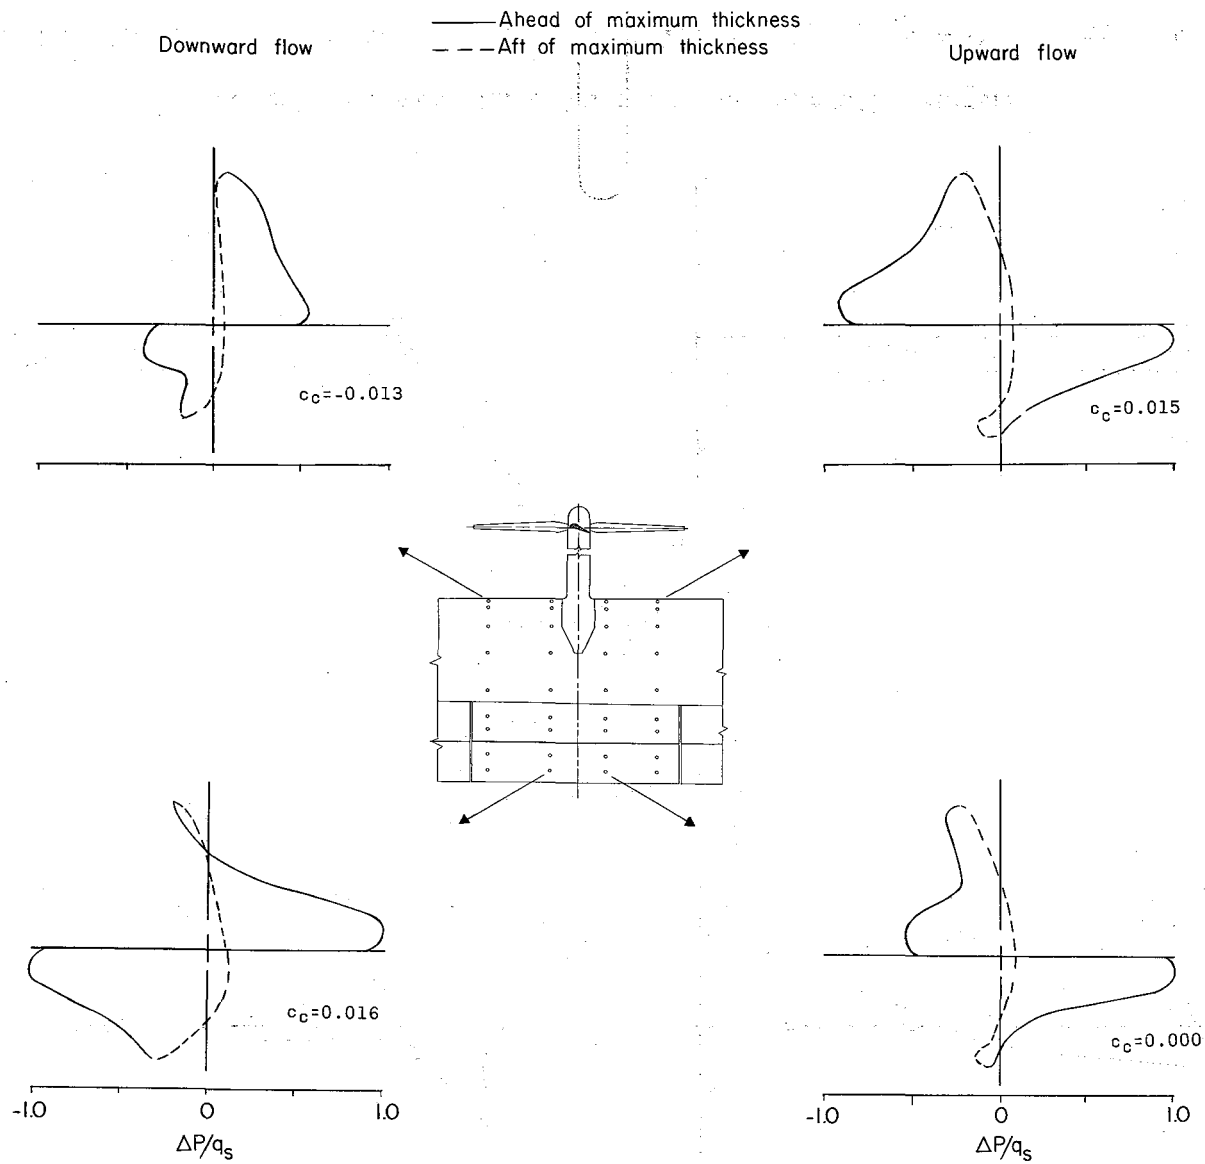 Ahead of maximum thickness
Downward flow
Aft of maximum thickness
Upward flow
c_c=-0.013
c_c=0.015
c_c=0.016
c_c=0.000
-1.0 0 1.0
-1.0 0 1.0
ΔP/q_s
ΔP/q_s